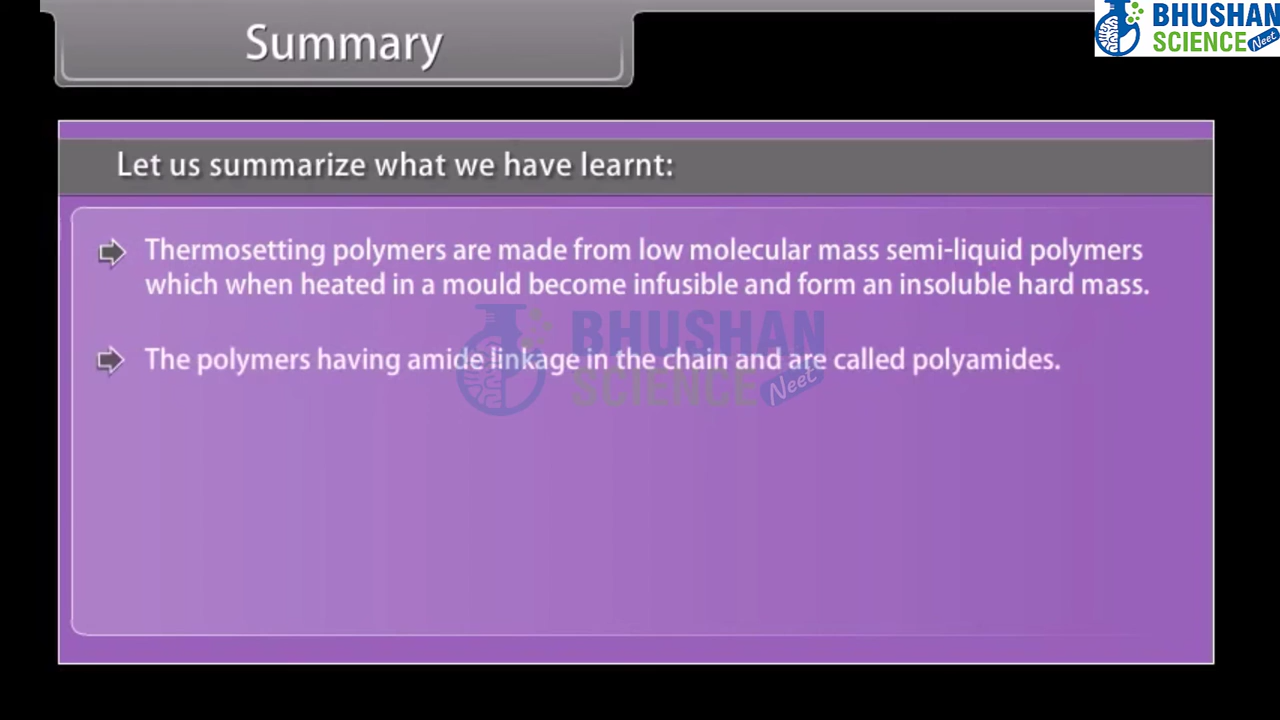 Summary
BHUSHAN
SCIENCE Neet
Let us summarize what we have learnt:
Thermosetting polymers are made from low molecular mass semi-liquid polymers
which when heated in a mould become infusible and form an insoluble hard mass.
The polymers having amide linkage in the chain and are called polyamides.
BHUSHAN
SCIENCE Neet